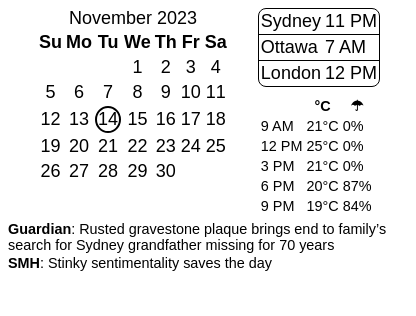 November 2023
Su Mo Tu We Th Fr Sa
1 2 3 4
5 6 7 8 9 10 11
12 13 14 15 16 17 18
19 20 21 22 23 24 25
26 27 28 29 30
Sydney 11 PM
Ottawa 7 AM
London 12 PM
°C ☂
9 AM 21°C 0%
12 PM 25°C 0%
3 PM 21°C 0%
6 PM 20°C 87%
9 PM 19°C 84%
Guardian: Rusted gravestone plaque brings end to family’s
search for Sydney grandfather missing for 70 years
SMH: Stinky sentimentality saves the day